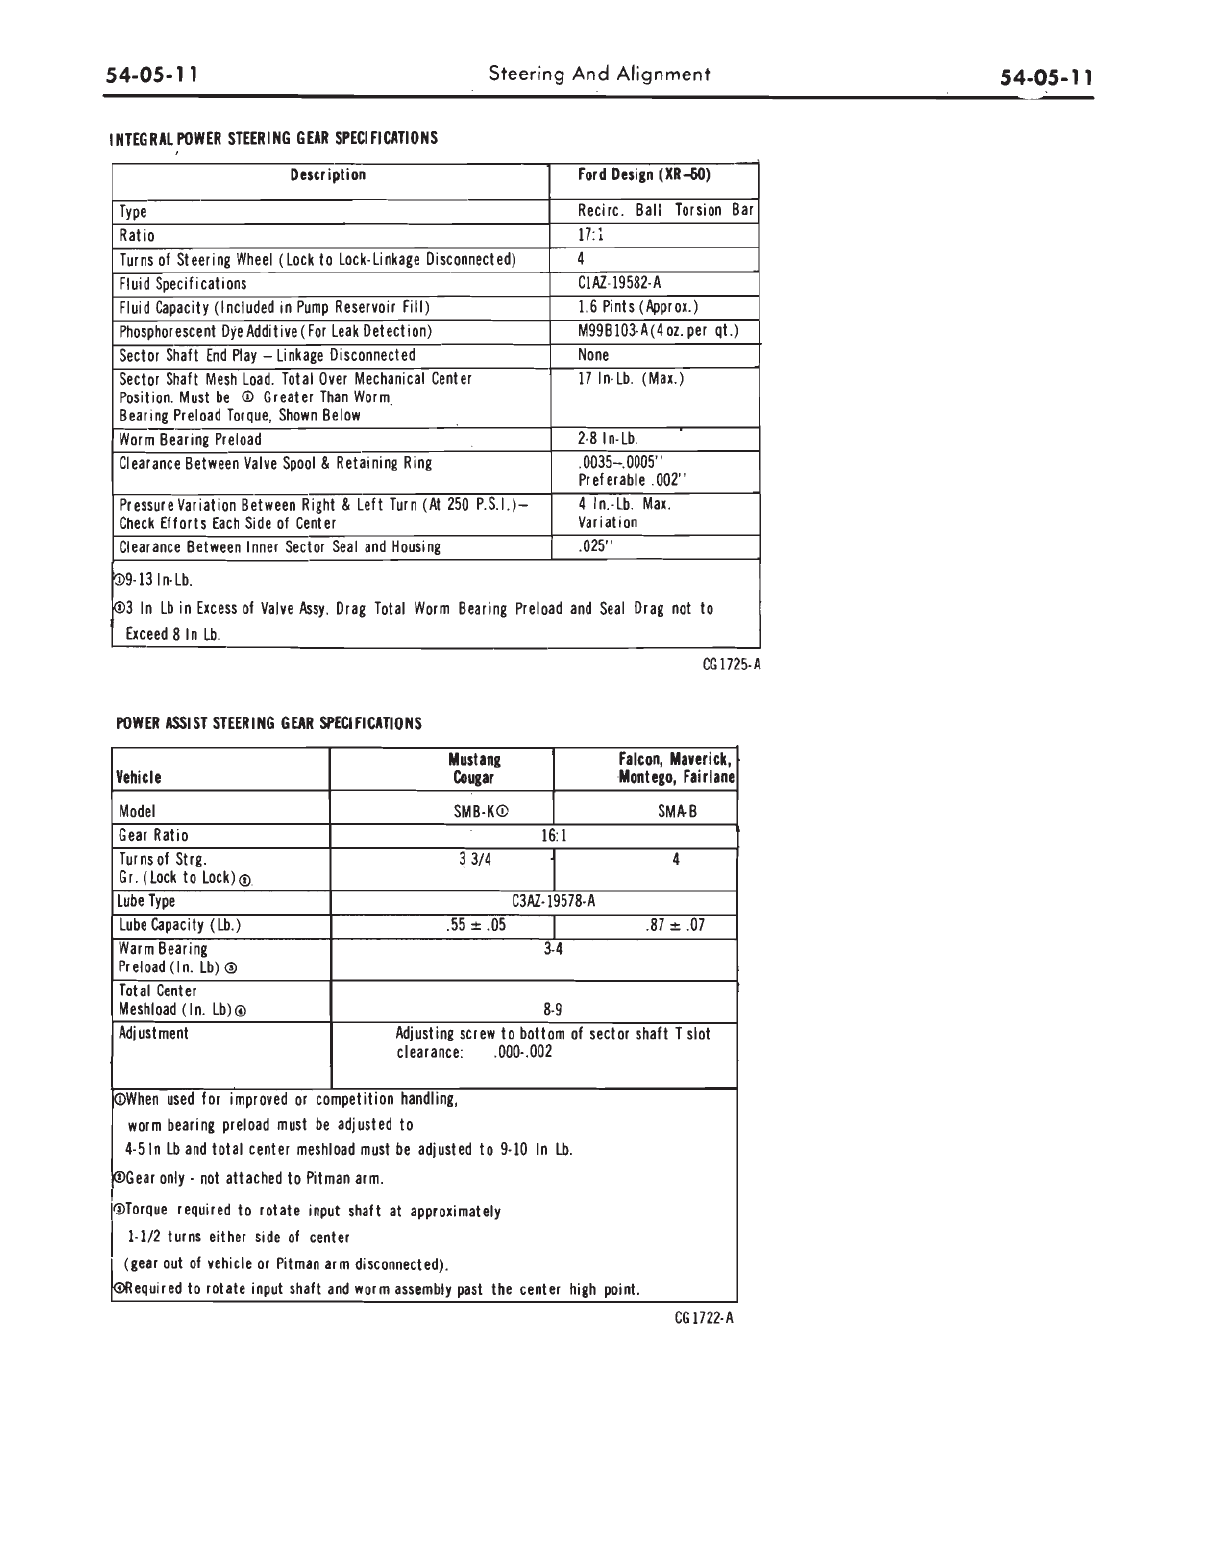 54-05-11 Steering And Alignment 54-05-11
INTEGRAL POWER STEERING GEAR SPECIFICATIONS
Description Ford Design (XR-50)
Type Recirc. Ball Torsion Bar
Ratio 17:1
Turns of Steering Wheel (Lock to Lock-Linkage Disconnected) 4
Fluid Specifications C1AZ-19582-A
Fluid Capacity (Included in Pump Reservoir Fill) 1.6 Pints (Approx.)
Phosphorescent Dye Additive (For Leak Detection) M99B103-A (4 oz. per qt.)
Sector Shaft End Play – Linkage Disconnected None
Sector Shaft Mesh Load. Total Over Mechanical Center 17 In-Lb. (Max.)
Position. Must be ① Greater Than Worm
Bearing Preload Torque, Shown Below
Worm Bearing Preload 2-8 In-Lb.
Clearance Between Valve Spool & Retaining Ring .0035–.0005''
Preferable .002''
Pressure Variation Between Right & Left Turn (At 250 P.S.I.)– 4 In.-Lb. Max.
Check Efforts Each Side of Center Variation
Clearance Between Inner Sector Seal and Housing .025''
①9-13 In-Lb.
3 In Lb in Excess of Valve Assy. Drag Total Worm Bearing Preload and Seal Drag not to
Exceed 8 In Lb.
CG1725-A
POWER ASSIST STEERING GEAR SPECIFICATIONS
Mustang Falcon, Maverick,
Vehicle Cougar Montego, Fairlane
Model SMB-K① SMA-B
Gear Ratio 16:1
Turns of Strg. 3 3/4 4
Gr. (Lock to Lock)②
Lube Type C3AZ-19578-A
Lube Capacity (Lb.) .55 ± .05 .87 ± .07
Warm Bearing 3-4
Preload (In. Lb) ③
Total Center
Meshload (In. Lb)④ 8-9
Adjustment Adjusting screw to bottom of sector shaft T slot
clearance: .000-.002
①When used for improved or competition handling,
worm bearing preload must be adjusted to
4-5 In Lb and total center meshload must be adjusted to 9-10 In Lb.
②Gear only - not attached to Pitman arm.
③Torque required to rotate input shaft at approximately
1-1/2 turns either side of center
(gear out of vehicle or Pitman arm disconnected).
④Required to rotate input shaft and worm assembly past the center high point.
CG1722-A